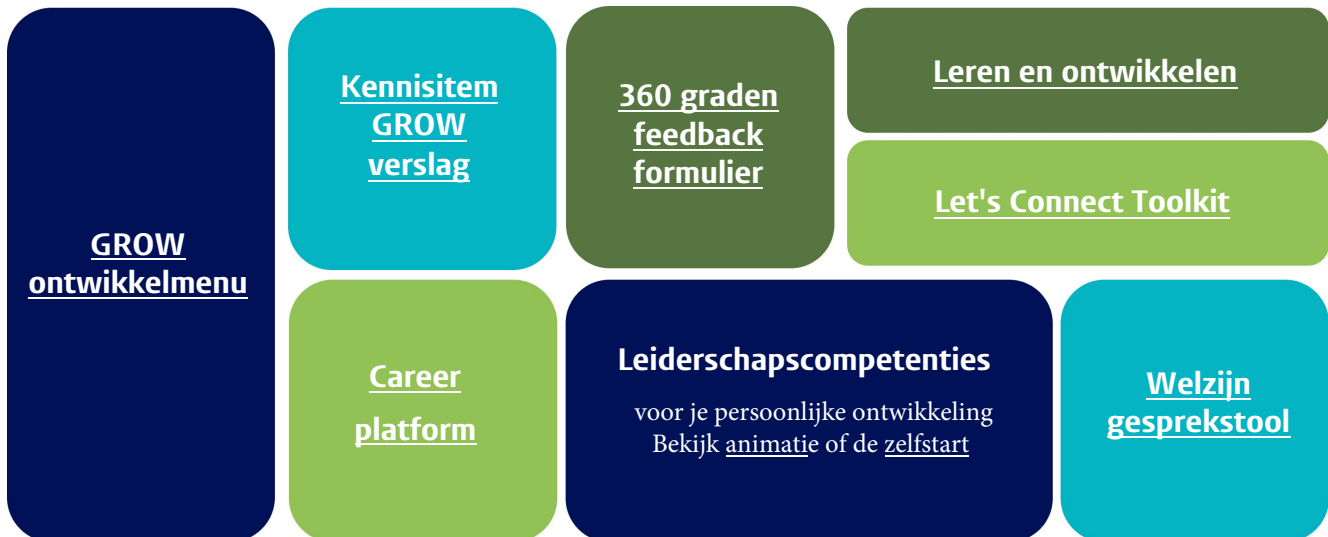 GROW
ontwikkelmenu
Kennisitem
GROW
verslag
360 graden
feedback
formulier
Leren en ontwikkelen
Let's Connect Toolkit
Career
platform
Leiderschapscompetenties
voor je persoonlijke ontwikkeling
Bekijk animatie of de zelfstart
Welzijn
gesprekstool